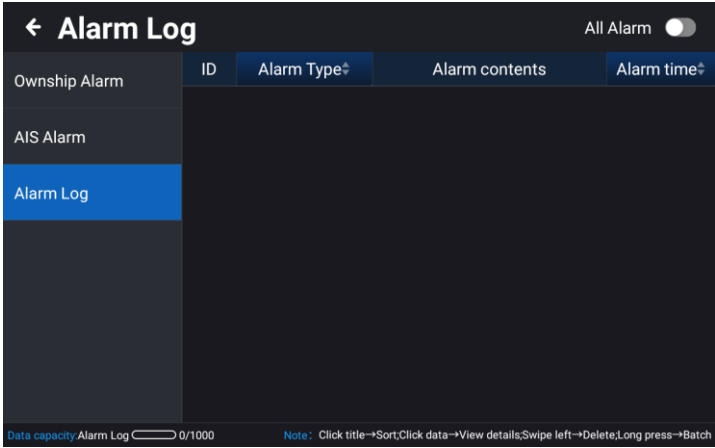 Alarm Log
All Alarm
Ownship Alarm
AIS Alarm
Alarm Log
ID Alarm Type Alarm contents Alarm time
Data capacity:Alarm Log 0/1000
Note: Click title→Sort;Click data→View details;Swipe left→Delete;Long press→Batch